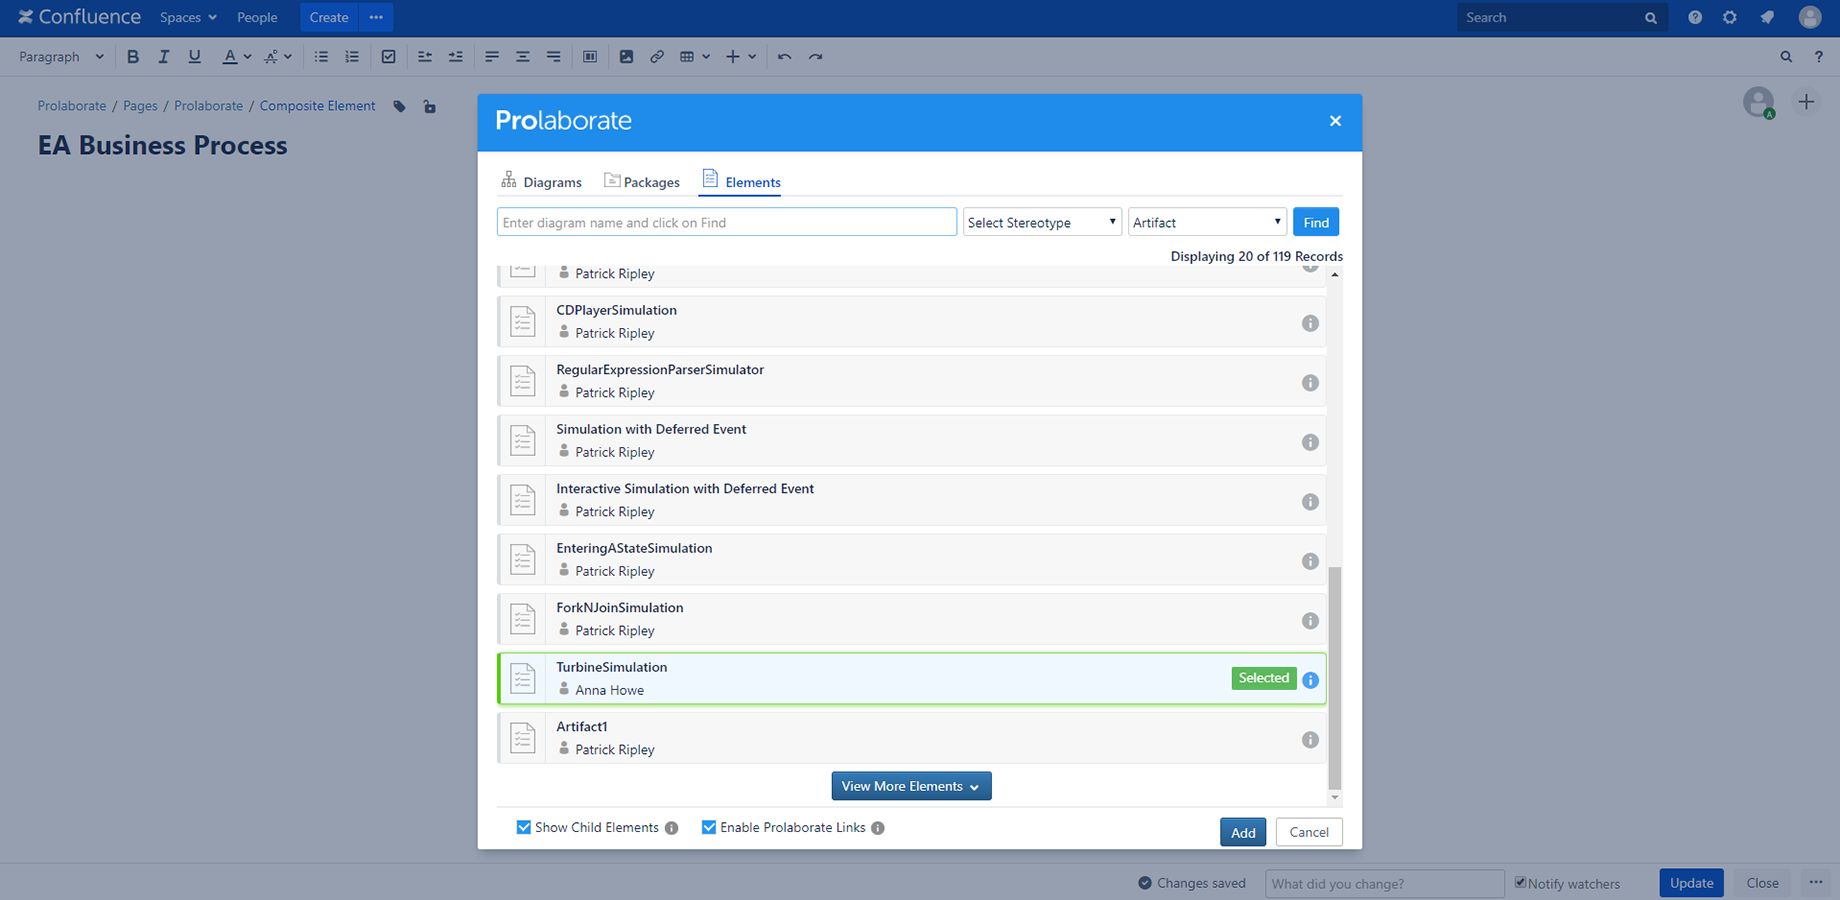 Confluence Spaces People Create ••• Search
Paragraph B I U A ?
Prolaborate / Pages / Prolaborate / Composite Element
EA Business Process
A
Prolaborate
Diagrams Packages Elements
Enter diagram name and click on Find Select Stereotype Artifact Find
Displaying 20 of 119 Records
Patrick Ripley
CDPlayerSimulation
Patrick Ripley
RegularExpressionParserSimulator
Patrick Ripley
Simulation with Deferred Event
Patrick Ripley
Interactive Simulation with Deferred Event
Patrick Ripley
EnteringAStateSimulation
Patrick Ripley
ForkNJoinSimulation
Patrick Ripley
TurbineSimulation
Selected
Anna Howe
Artifact1
Patrick Ripley
View More Elements
Show Child Elements Enable Prolaborate Links
Add Cancel
Changes saved What did you change? Notify watchers Update Close •••